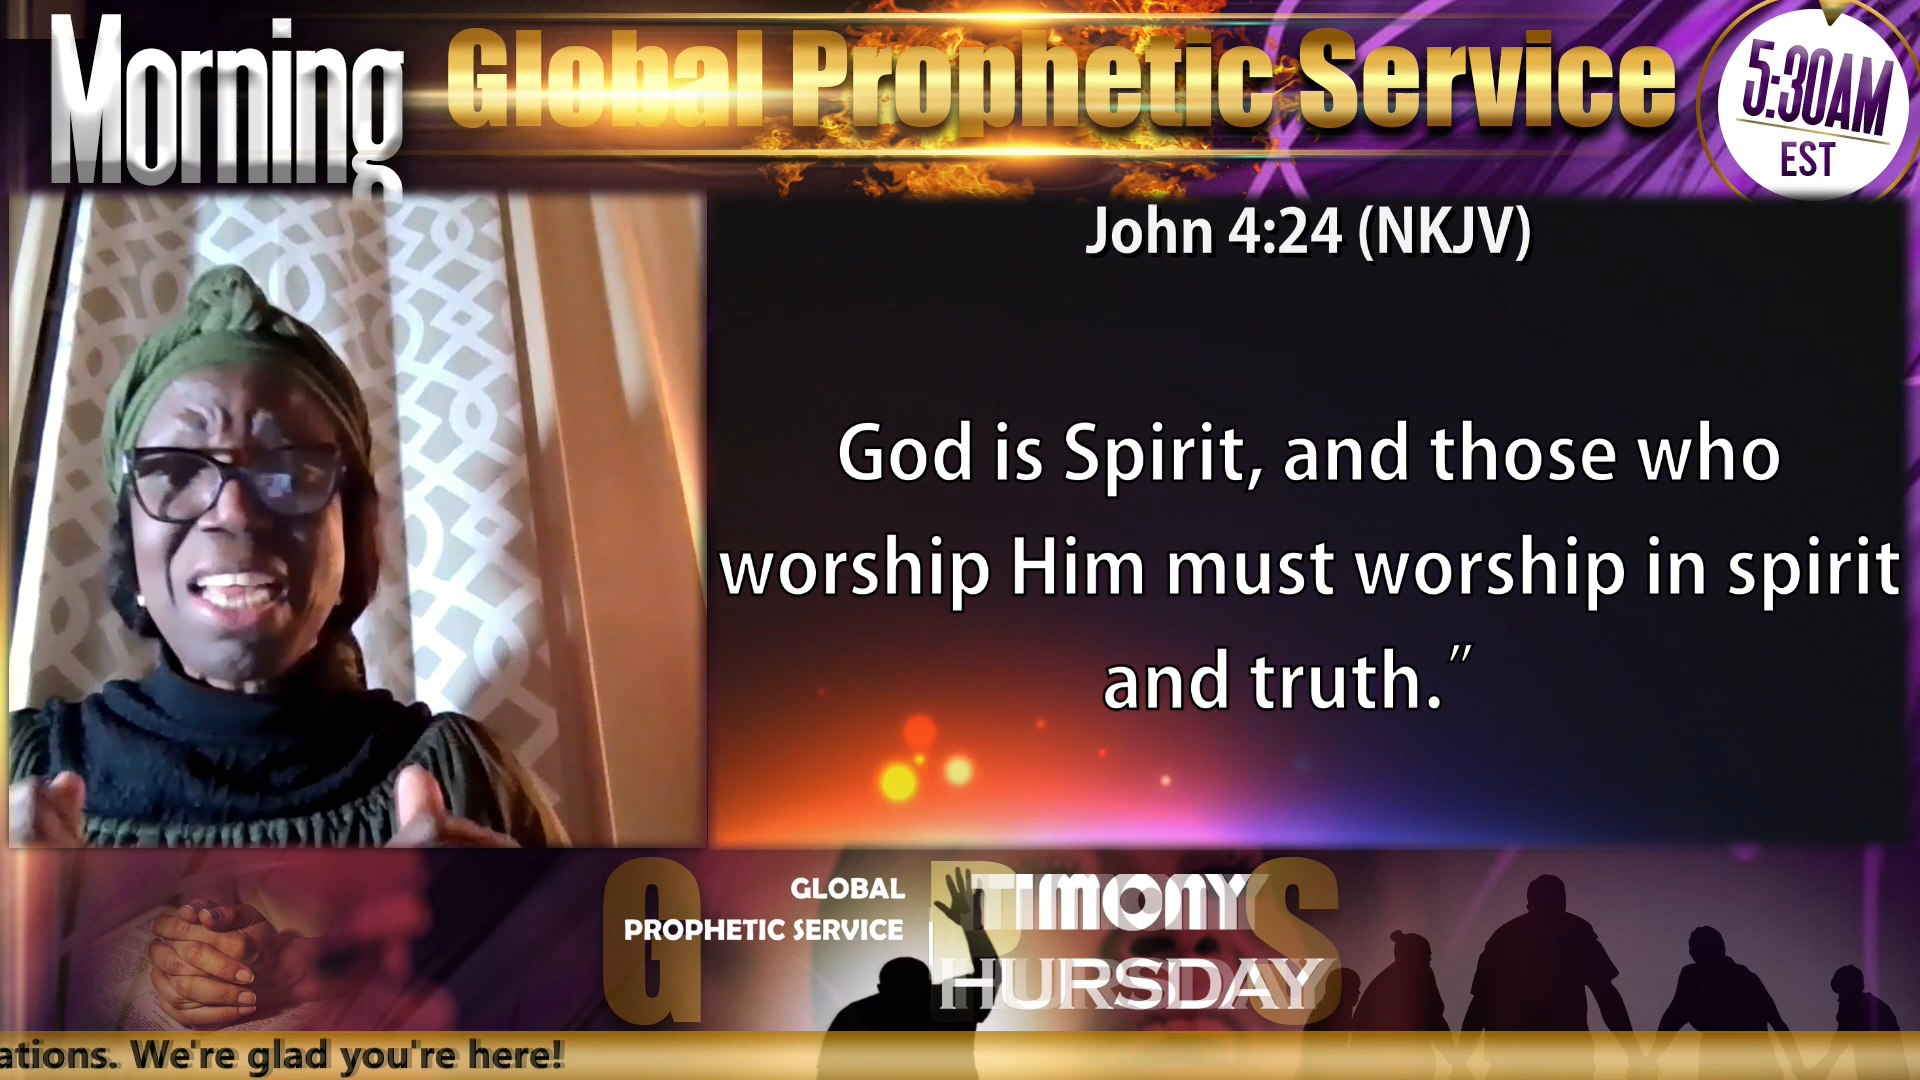 Morning
Global Prophetic Service
5:30AM
EST
John 4:24 (NKJV)
God is Spirit, and those who
worship Him must worship in spirit
and truth.”
GLOBAL
PROPHETIC SERVICE
G P S
TIMONY
HURSDAY
ations. We're glad you're here!